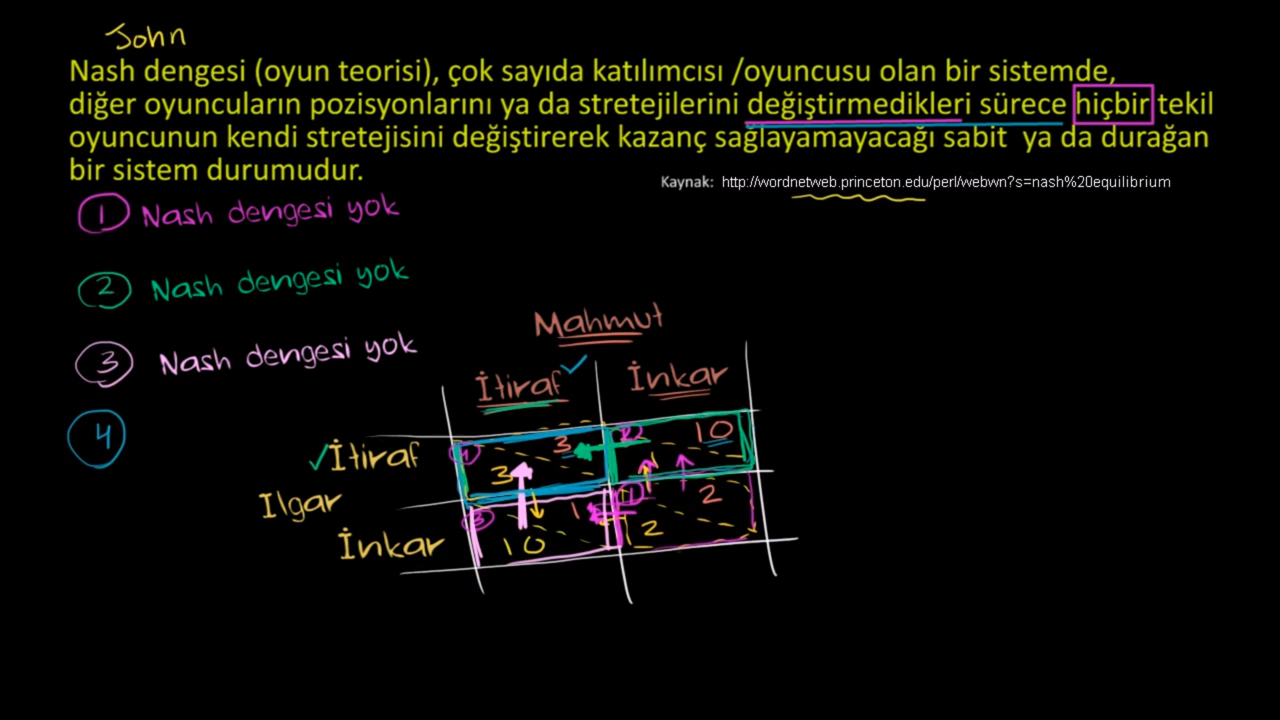 John
Nash dengesi (oyun teorisi), çok sayıda katılımcısı /oyuncusu olan bir sistemde,
diğer oyuncuların pozisyonlarını ya da stretejilerini değiştirmedikleri sürece hiçbir tekil
oyuncunun kendi stretejisini değiştirerek kazanç sağlayamayacağı sabit ya da durağan
bir sistem durumudur.
Kaynak: http://wordnetweb.princeton.edu/perl/webwn?s=nash%20equilibrium
1 Nash dengesi yok
2 Nash dengesi yok
3 Nash dengesi yok
4
Mahmut
İtiraf İnkar
İtiraf 4 3 3 2 10
Ilgar
İnkar 3 10 1 1 2 2